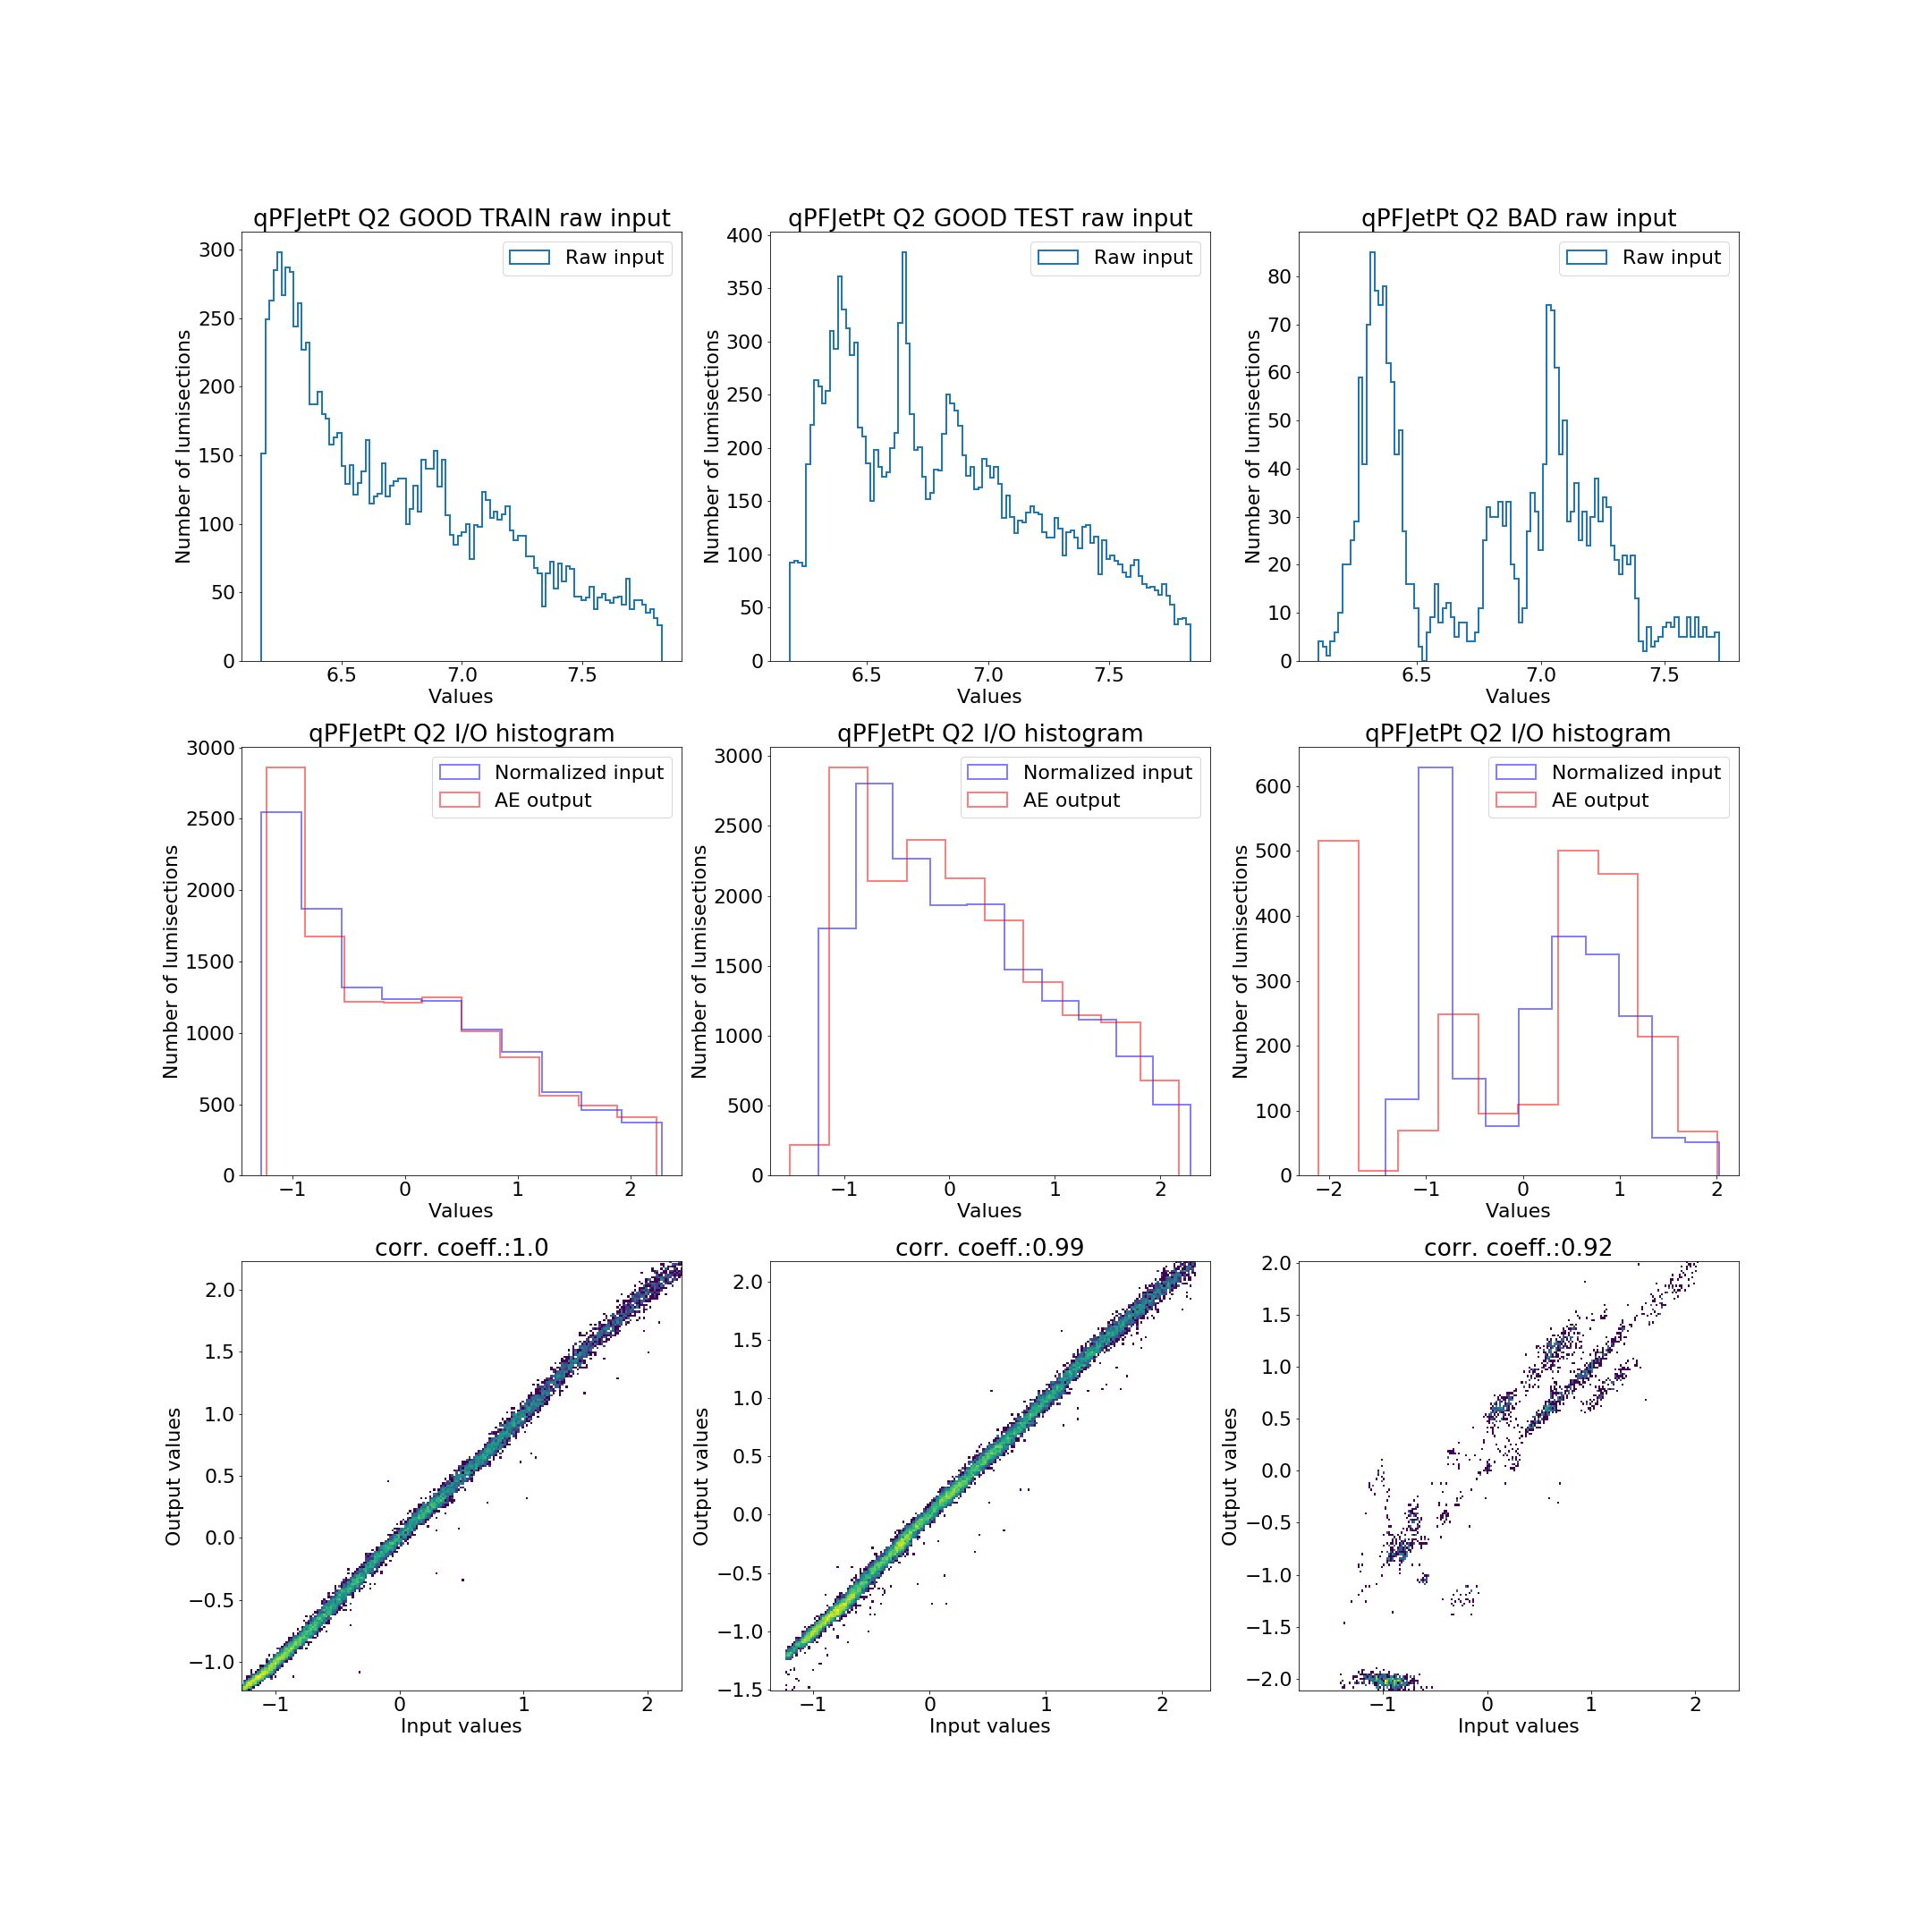 qPFJetPt Q2 GOOD TRAIN raw input
Number of lumisections
300
250
200
150
100
50
0
Raw input
6.5 7.0 7.5
Values
qPFJetPt Q2 GOOD TEST raw input
Number of lumisections
400
350
300
250
200
150
100
50
0
Raw input
6.5 7.0 7.5
Values
qPFJetPt Q2 BAD raw input
Number of lumisections
80
70
60
50
40
30
20
10
0
Raw input
6.5 7.0 7.5
Values
qPFJetPt Q2 I/O histogram
Number of lumisections
3000
2500
2000
1500
1000
500
0
Normalized input
AE output
−1 0 1 2
Values
qPFJetPt Q2 I/O histogram
Number of lumisections
3000
2500
2000
1500
1000
500
0
Normalized input
AE output
−1 0 1 2
Values
qPFJetPt Q2 I/O histogram
Number of lumisections
600
500
400
300
200
100
0
Normalized input
AE output
−2 −1 0 1 2
Values
corr. coeff.:1.0
Output values
2.0
1.5
1.0
0.5
0.0
−0.5
−1.0
−1 0 1 2
Input values
corr. coeff.:0.99
Output values
2.0
1.5
1.0
0.5
0.0
−0.5
−1.0
−1.5
−1 0 1 2
Input values
corr. coeff.:0.92
Output values
2.0
1.5
1.0
0.5
0.0
−0.5
−1.0
−1.5
−2.0
−1 0 1 2
Input values